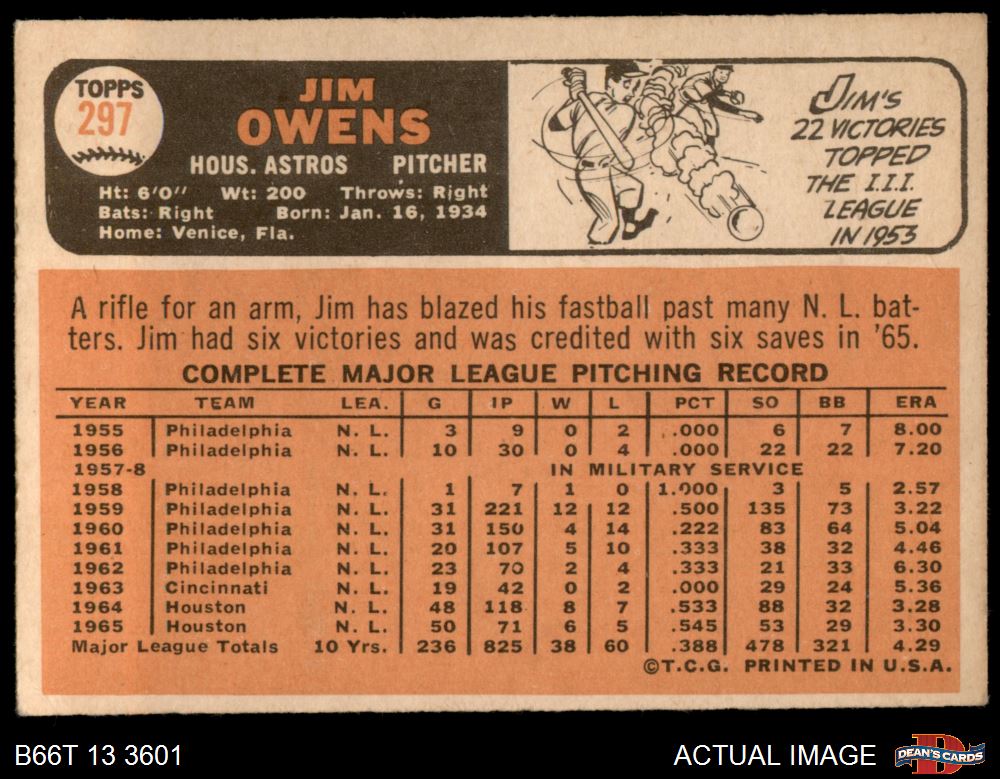 TOPPS
297
JIM
OWENS
HOUS. ASTROS PITCHER
Ht: 6'0" Wt: 200 Throws: Right
Bats: Right Born: Jan. 16, 1934
Home: Venice, Fla.
JIM'S
22 VICTORIES
TOPPED
THE I.I.I.
LEAGUE
IN 1953
A rifle for an arm, Jim has blazed his fastball past many N. L. bat-
ters. Jim had six victories and was credited with six saves in '65.
COMPLETE MAJOR LEAGUE PITCHING RECORD
YEAR TEAM LEA. G IP W L PCT SO BB ERA
1955 Philadelphia N. L. 3 9 0 2 .000 6 7 8.00
1956 Philadelphia N. L. 10 30 0 4 .000 22 22 7.20
1957-8 IN MILITARY SERVICE
1958 Philadelphia N. L. 1 7 1 0 1.000 3 5 2.57
1959 Philadelphia N. L. 31 221 12 12 .500 135 73 3.22
1960 Philadelphia N. L. 31 150 4 14 .222 83 64 5.04
1961 Philadelphia N. L. 20 107 5 10 .333 38 32 4.46
1962 Philadelphia N. L. 23 70 2 4 .333 21 33 6.30
1963 Cincinnati N. L. 19 42 0 2 .000 29 24 5.36
1964 Houston N. L. 48 118 8 7 .533 88 32 3.28
1965 Houston N. L. 50 71 6 5 .545 53 29 3.30
Major League Totals 10 Yrs. 236 825 38 60 .388 478 321 4.29
©T.C.G. PRINTED IN U.S.A.
B66T 13 3601 ACTUAL IMAGE DEAN'S CARDS